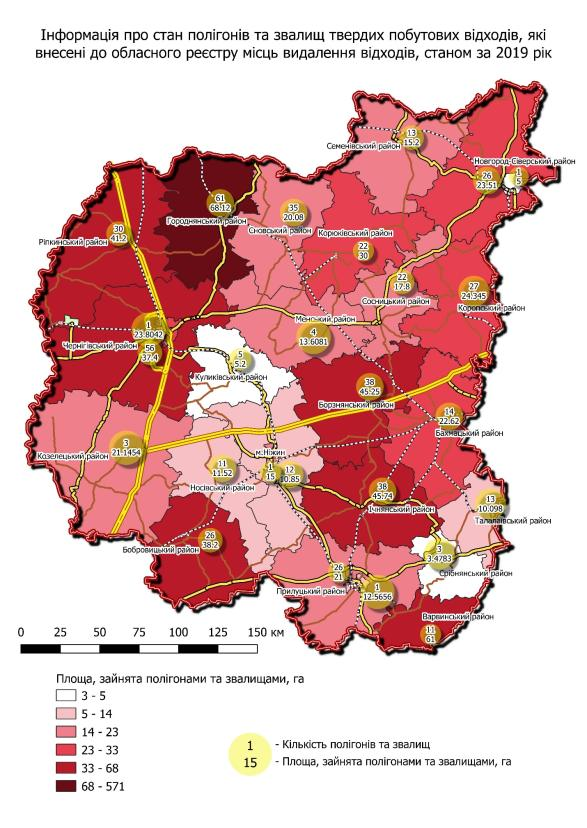 Інформація про стан полігонів та звалищ твердих побутових відходів, які
внесені до обласного реєстру місць видалення відходів, станом за 2019 рік
13
15.2
Семенівський район
Новгород-Сіверський район
26
23.51
1
5
61
68.12
Городнянський район
35
20.08
Сновський район
Корюківський район
22
30
30
41.2
Ріпкинський район
22
17.8
Сосницький район
27
24.345
Коропський район
Менський район
4
13.6081
1
23.8042
Чернігівський район
56
37.4
5
5.2
Куликівський район
38
45.25
Борзнянський район
14
22.62
Бахмацький район
3
21.1454
Козелецький район
м.Ніжин
11
11.52
Носівський район
1
15
12
10.85
38
45.74
Ічнянський район
13
10.098
Талалаївський район
26
38.2
Бобровицький район
3
3.4783
Срібнянський район
26
21
Прилуцький район
1
12.5656
Варвинський район
11
61
0 25 50 75 100 125 150 км
Площа, зайнята полігонами та звалищами, га
3 - 5
5 - 14
14 - 23
23 - 33
33 - 68
68 - 571
1 - Кількість полігонів та звалищ
15 - Площа, зайнята полігонами та звалищами, га